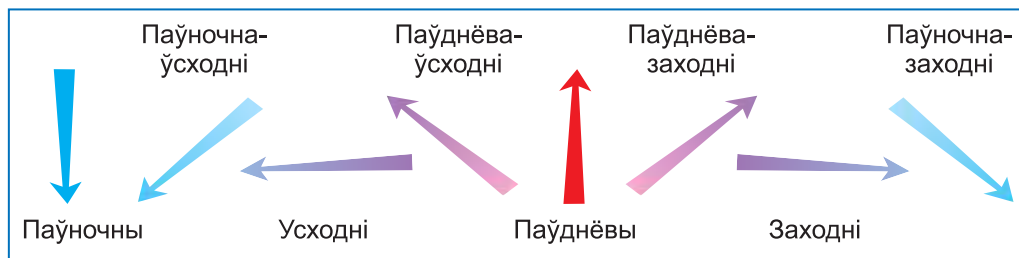 Паўночна-
ўсходні
Паўднёва-
ўсходні
Паўднёва-
заходні
Паўночна-
заходні
Паўночны
Усходні
Паўднёвы
Заходні